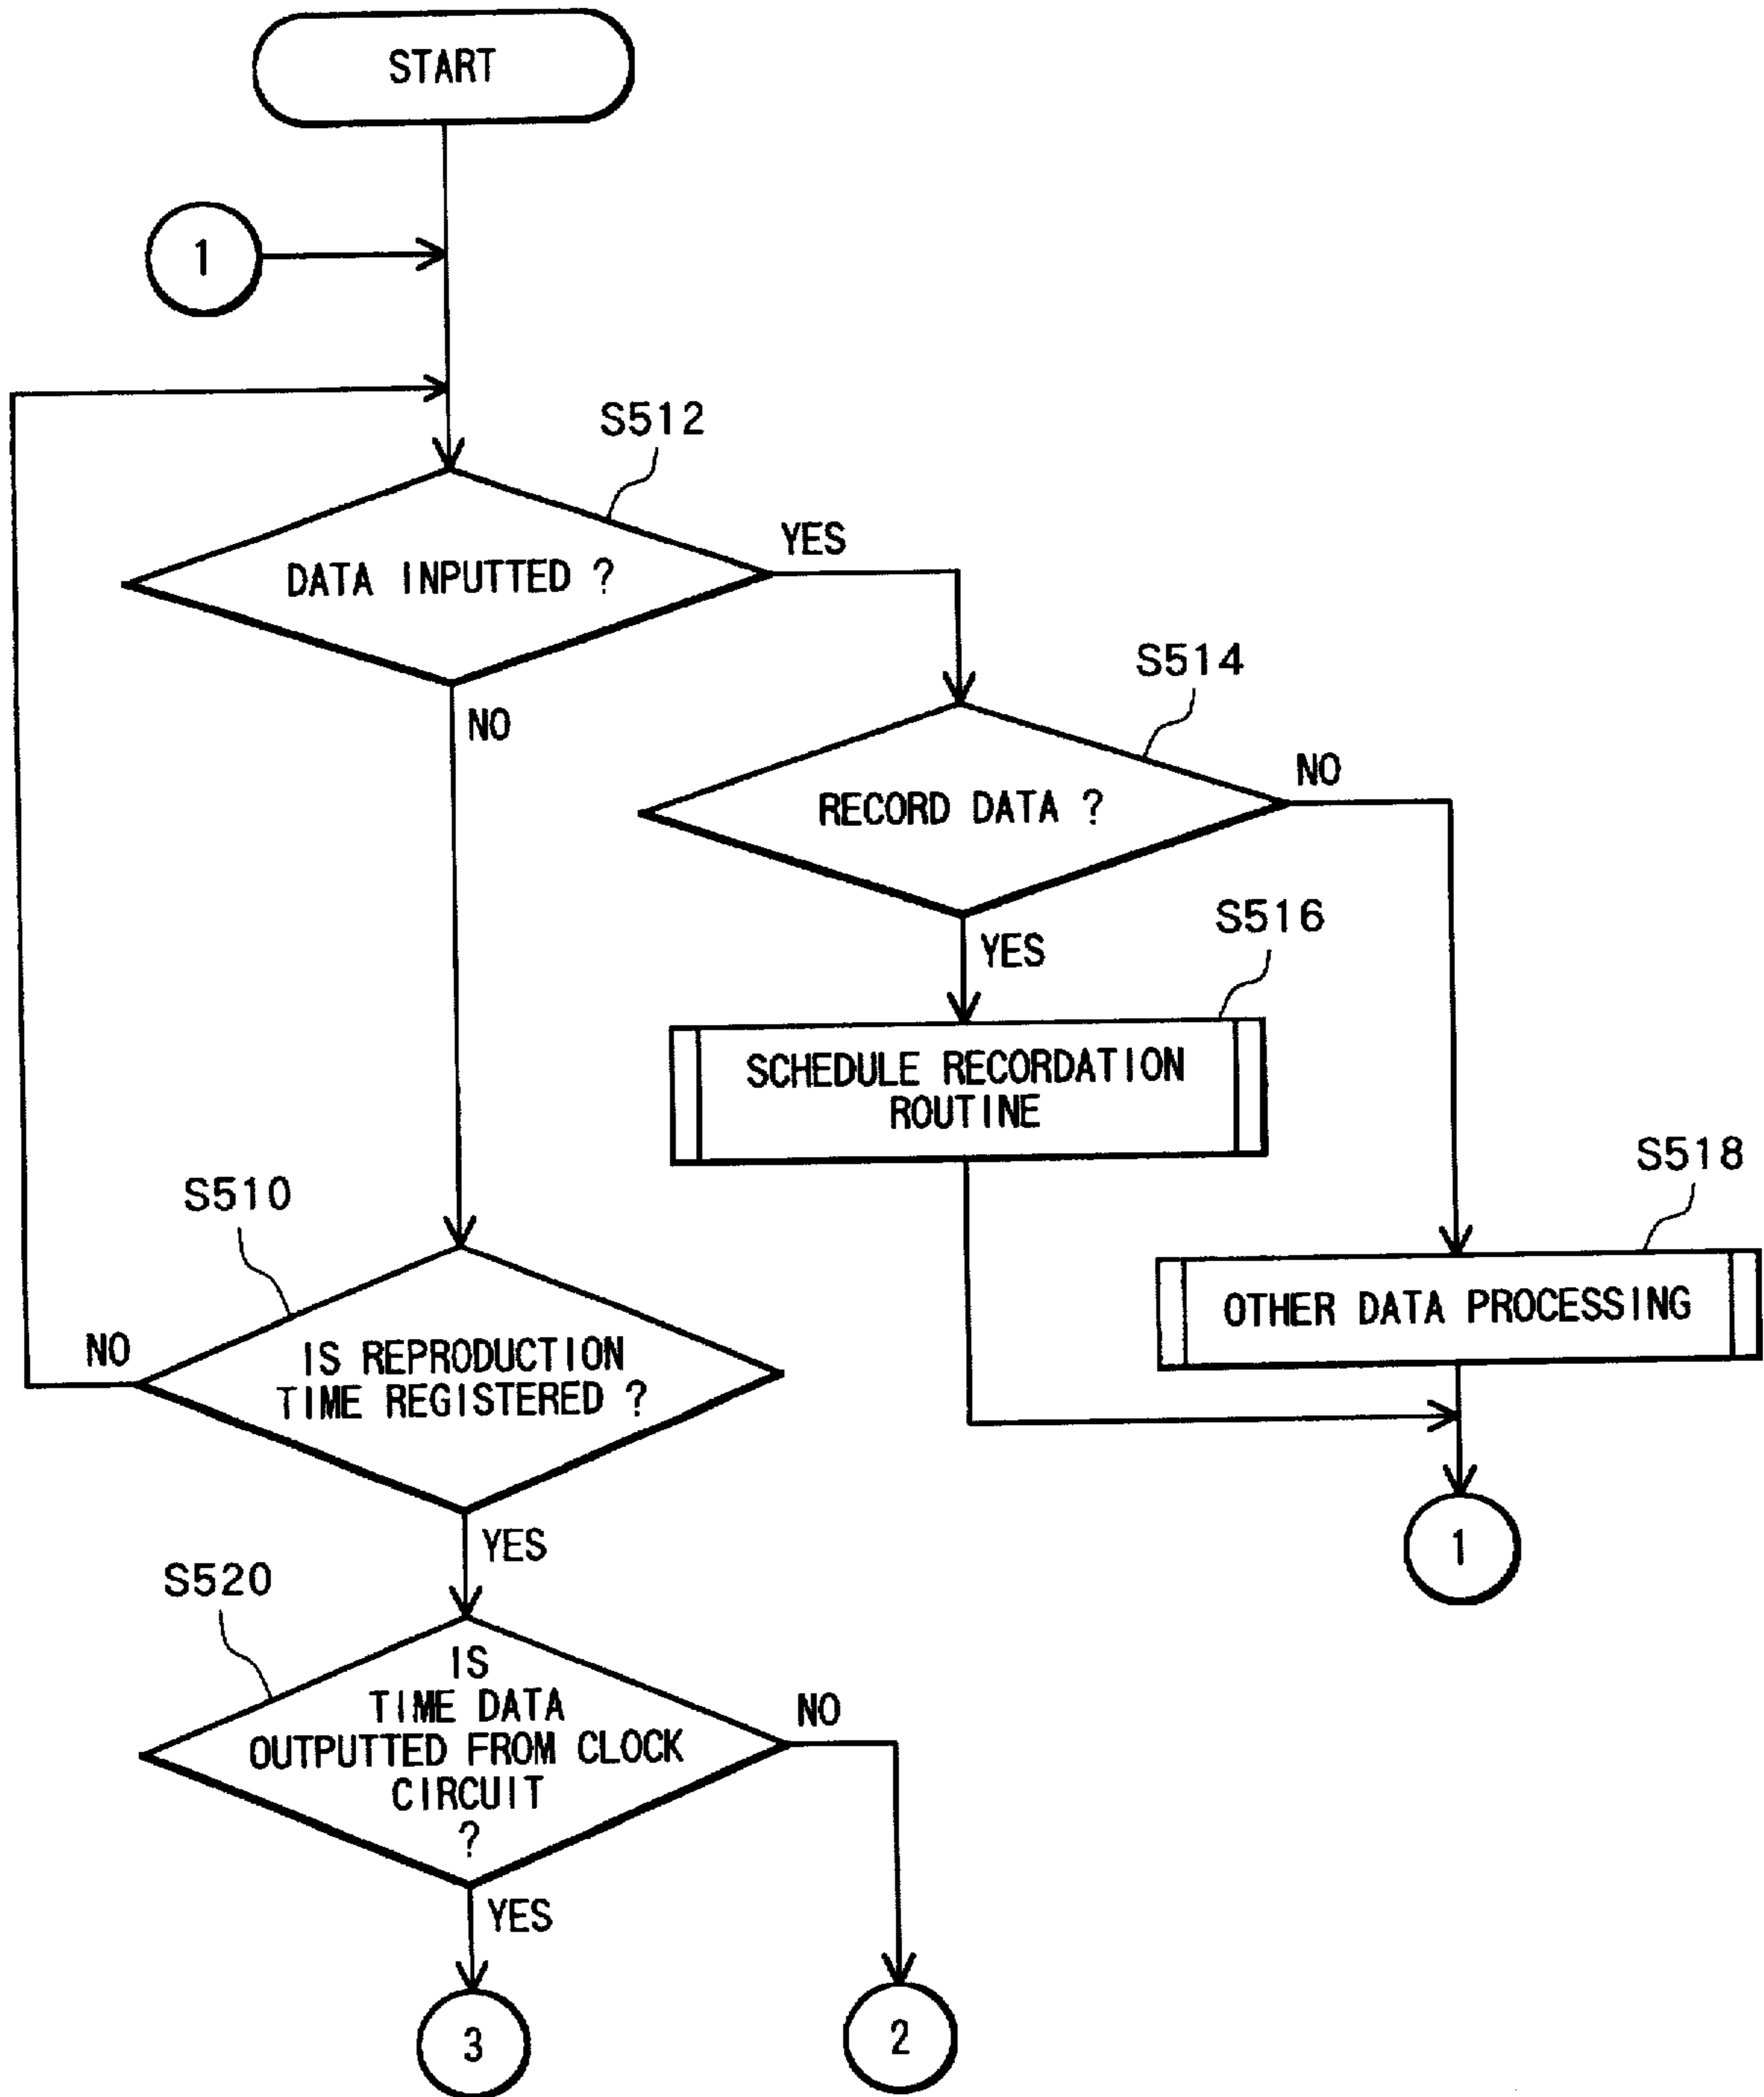 START
1
S512
DATA INPUTTED ?
YES
NO
S514
RECORD DATA ?
NO
YES
S516
SCHEDULE RECORDATION
ROUTINE
S518
OTHER DATA PROCESSING
1
S510
IS REPRODUCTION
TIME REGISTERED ?
NO
YES
S520
IS
TIME DATA
OUTPUTTED FROM CLOCK
CIRCUIT
?
NO
YES
3
2